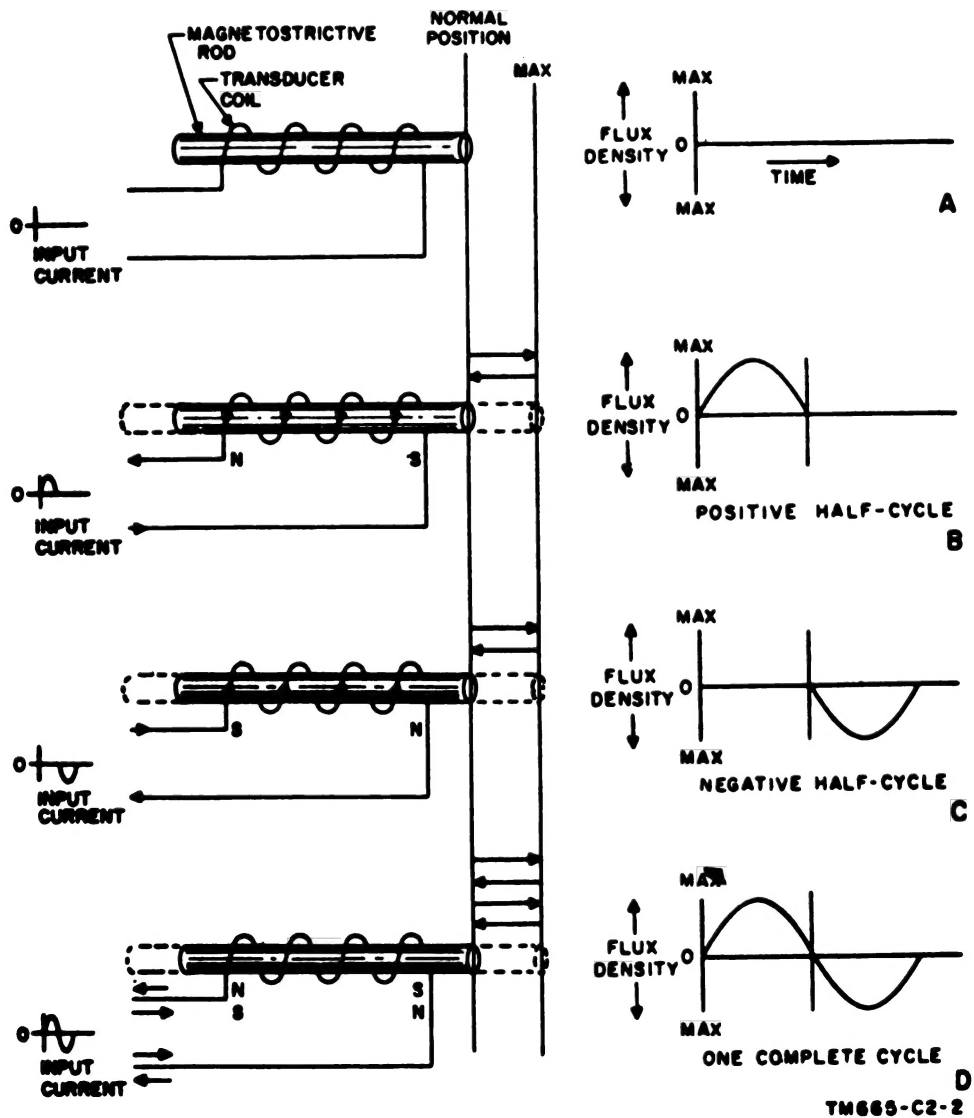 MAGNETOSTRICTIVE
ROD
TRANSDUCER
COIL
NORMAL
POSITION
MAX
0
INPUT
CURRENT
MAX
FLUX
DENSITY
0
TIME
MAX
A
N
S
0
INPUT
CURRENT
MAX
FLUX
DENSITY
0
MAX
POSITIVE HALF-CYCLE
B
S
N
0
INPUT
CURRENT
MAX
FLUX
DENSITY
0
MAX
NEGATIVE HALF-CYCLE
C
N S
S N
0
INPUT
CURRENT
MAX
FLUX
DENSITY
0
MAX
ONE COMPLETE CYCLE
D
TM665-C2-2